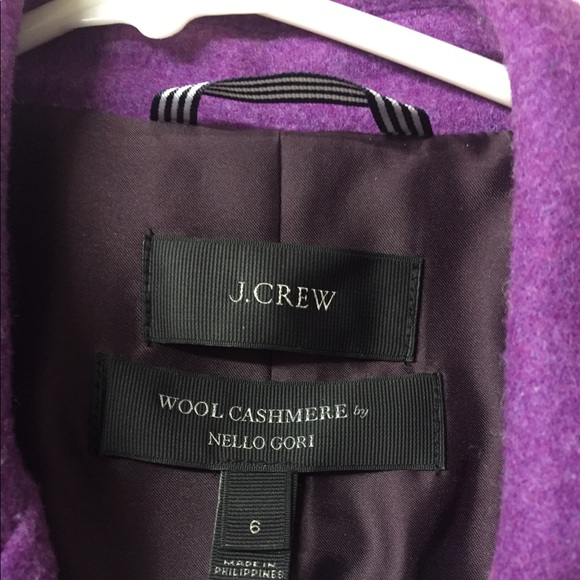 J.CREW
WOOL CASHMERE by
NELLO GORI
6
MADE IN
PHILIPPINES